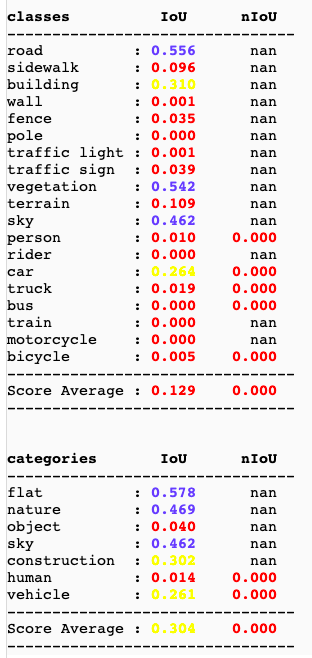 classes IoU nIoU
--------------------------------
road : 0.556 nan
sidewalk : 0.096 nan
building : 0.310 nan
wall : 0.001 nan
fence : 0.035 nan
pole : 0.000 nan
traffic light : 0.001 nan
traffic sign : 0.039 nan
vegetation : 0.542 nan
terrain : 0.109 nan
sky : 0.462 nan
person : 0.010 0.000
rider : 0.000 nan
car : 0.264 0.000
truck : 0.019 0.000
bus : 0.000 0.000
train : 0.000 nan
motorcycle : 0.000 nan
bicycle : 0.005 0.000
--------------------------------
Score Average : 0.129 0.000
--------------------------------
categories IoU nIoU
--------------------------------
flat : 0.578 nan
nature : 0.469 nan
object : 0.040 nan
sky : 0.462 nan
construction : 0.302 nan
human : 0.014 0.000
vehicle : 0.261 0.000
--------------------------------
Score Average : 0.304 0.000
--------------------------------